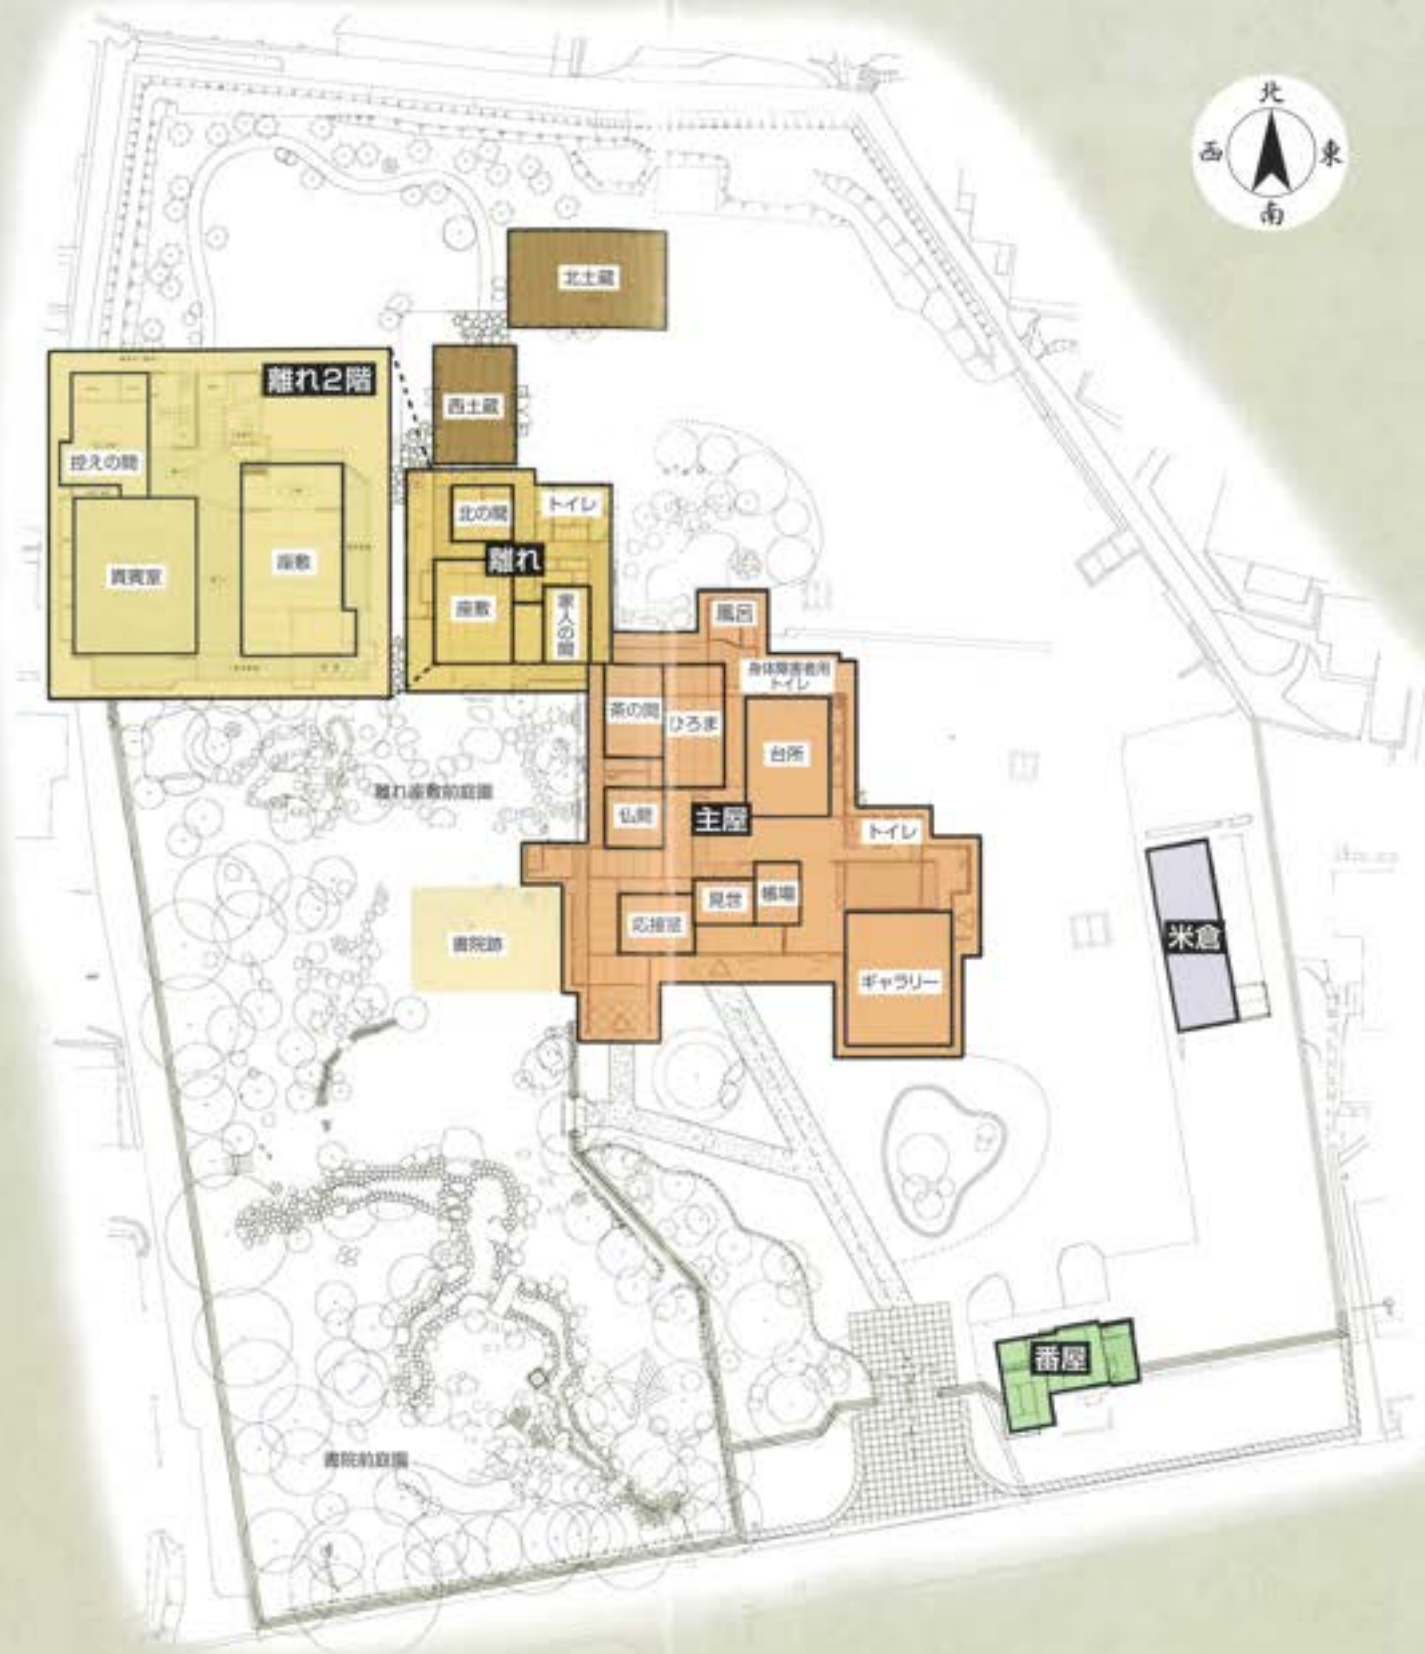 北
西
東
南
北土蔵
離れ2階
西土蔵
控えの間
北の間
トイレ
離れ
貴賓室
座敷
座敷
家人の間
風呂
身体障害者用
トイレ
茶の間
ひろま
台所
離れ座敷前庭園
仏間
主屋
トイレ
見世
帳場
応接室
書院跡
米倉
ギャラリー
番屋
書院前庭園